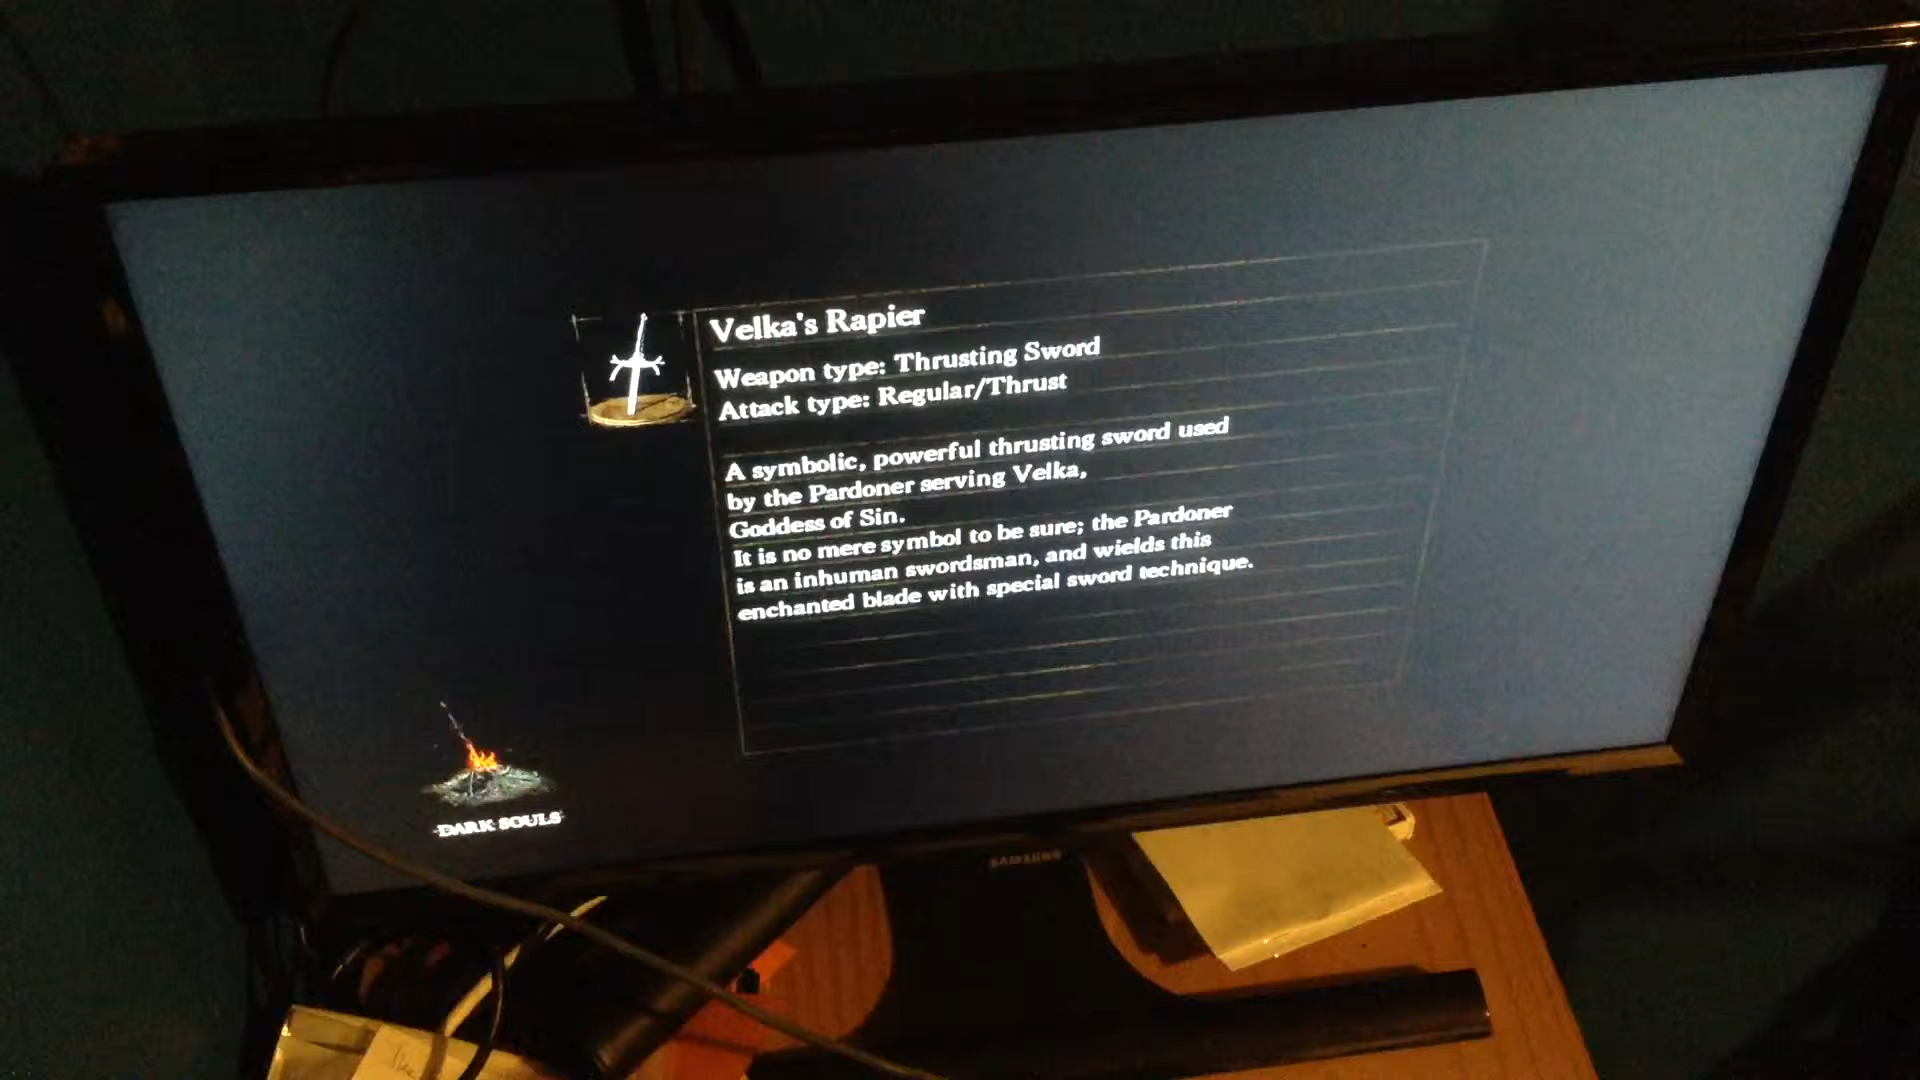 Velka's Rapier
Weapon type: Thrusting Sword
Attack type: Regular/Thrust
A symbolic, powerful thrusting sword used
by the Pardoner serving Velka,
Goddess of Sin.
It is no mere symbol to be sure; the Pardoner
is an inhuman swordsman, and wields this
enchanted blade with special sword technique.
DARK SOULS
SAMSUNG